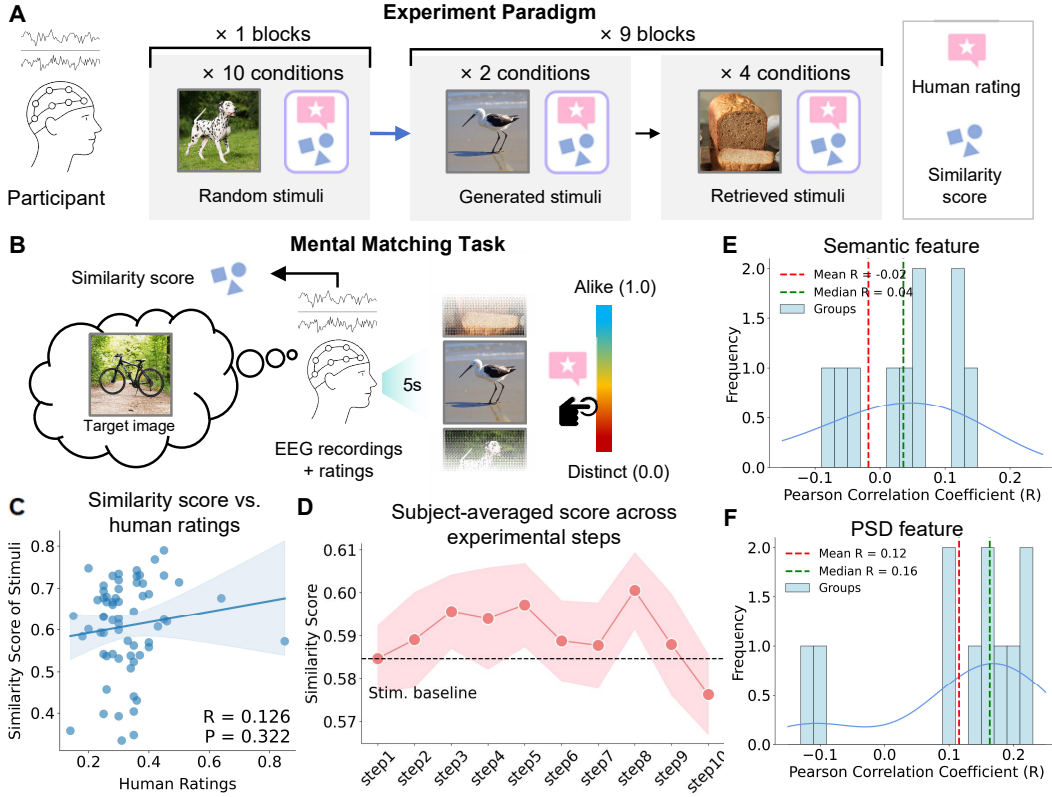 A
Experiment Paradigm
× 1 blocks
× 9 blocks
× 10 conditions
× 2 conditions
× 4 conditions
Human rating
Participant
Random stimuli
Generated stimuli
Retrieved stimuli
Similarity
score
B
Mental Matching Task
Similarity score
Target image
5s
EEG recordings
+ ratings
Alike (1.0)
Distinct (0.0)
C
Similarity score vs.
human ratings
Similarity Score of Stimuli
0.8
0.7
0.6
0.5
0.4
R = 0.126
P = 0.322
0.2
0.4
0.6
0.8
Human Ratings
D
Subject-averaged score across
experimental steps
Similarity Score
0.61
0.60
0.59
0.58
0.57
Stim. baseline
step1
step2
step3
step4
step5
step6
step7
step8
step9
step10
E
Semantic feature
Mean R = -0.02
Median R = 0.04
Groups
Frequency
2.0
1.5
1.0
0.5
0.0
−0.1
0.0
0.1
0.2
Pearson Correlation Coefficient (R)
F
PSD feature
Mean R = 0.12
Median R = 0.16
Groups
Frequency
2.0
1.5
1.0
0.5
0.0
−0.1
0.0
0.1
0.2
Pearson Correlation Coefficient (R)